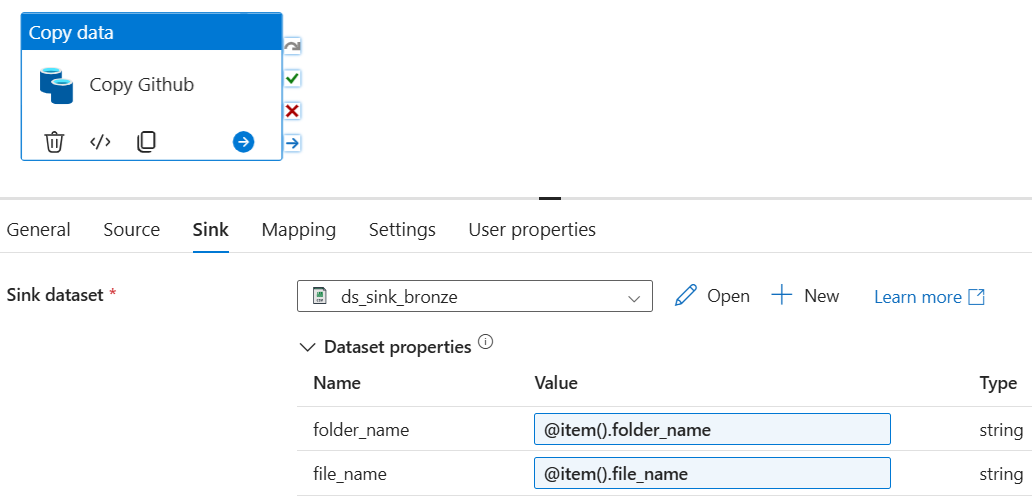 Copy data
Copy Github
General Source Sink Mapping Settings User properties
Sink dataset * ds_sink_bronze Open New Learn more
Dataset properties
Name Value Type
folder_name @item().folder_name string
file_name @item().file_name string